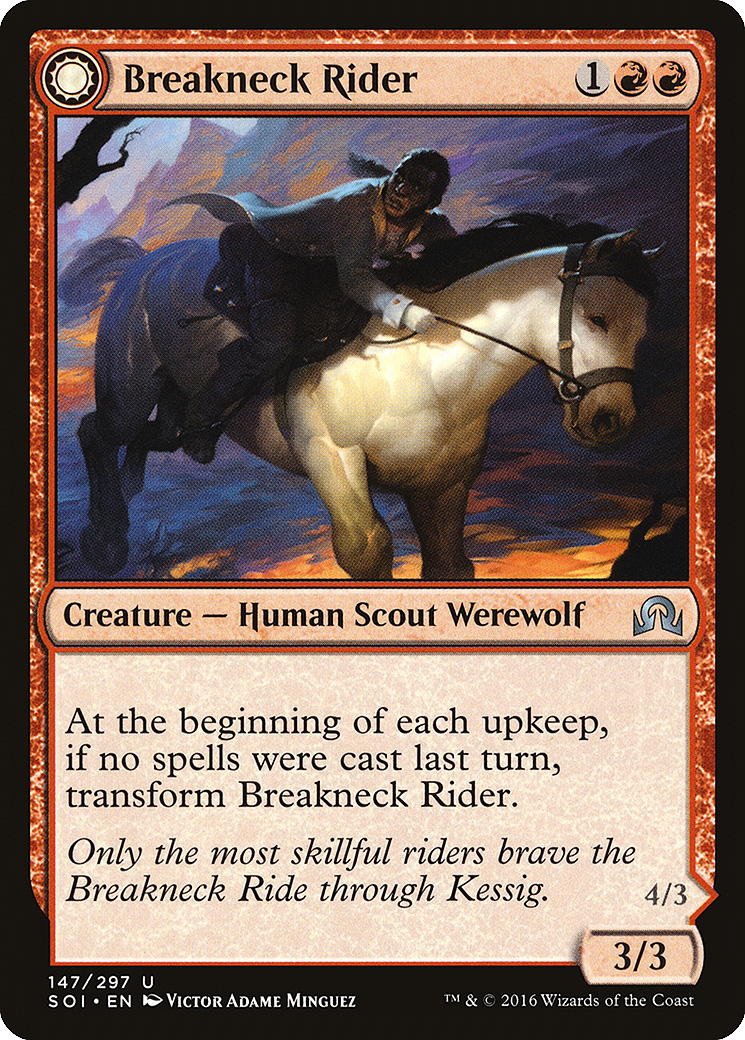 Breakneck Rider 1
Creature — Human Scout Werewolf
At the beginning of each upkeep,
if no spells were cast last turn,
transform Breakneck Rider.
Only the most skillful riders brave the
Breakneck Ride through Kessig.
4/3
3/3
147/297 U
SOI • EN Victor Adame Minguez
™ & © 2016 Wizards of the Coast